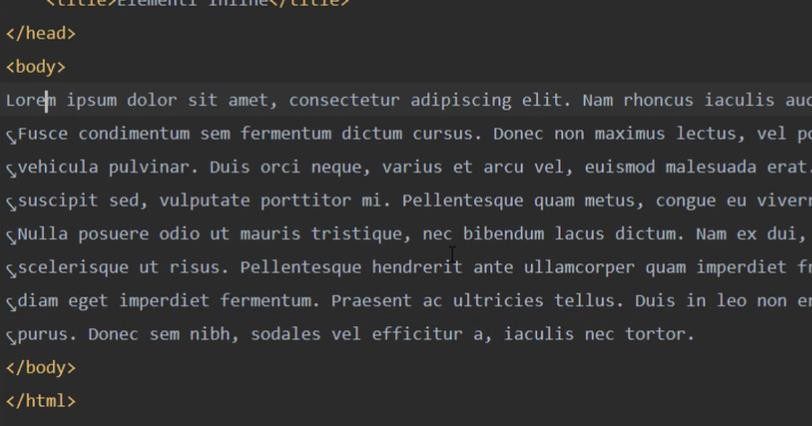 <title>Elementi Inline</title>
</head>
<body>
Lorem ipsum dolor sit amet, consectetur adipiscing elit. Nam rhoncus iaculis
Fusce condimentum sem fermentum dictum cursus. Donec non maximus lectus, vel
vehicula pulvinar. Duis orci neque, varius et arcu vel, euismod malesuada erat.
suscipit sed, vulputate porttitor mi. Pellentesque quam metus, congue eu
Nulla posuere odio ut mauris tristique, nec bibendum lacus dictum. Nam ex dui,
scelerisque ut risus. Pellentesque hendrerit ante ullamcorper quam imperdiet
diam eget imperdiet fermentum. Praesent ac ultricies tellus. Duis in leo non
purus. Donec sem nibh, sodales vel efficitur a, iaculis nec tortor.
</body>
</html>